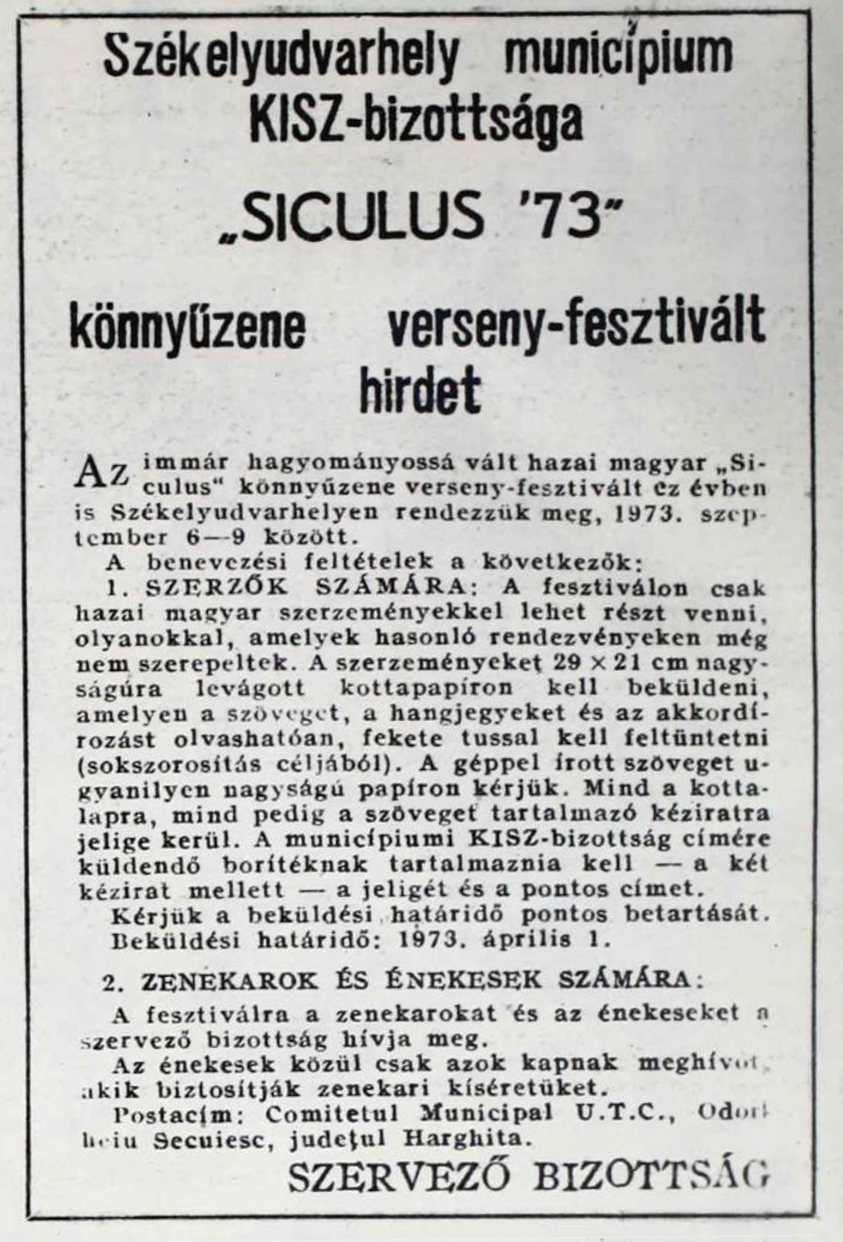 Székelyudvarhely municípium
KISZ-bizottsága
„SICULUS '73"
könnyűzene verseny-fesztivált
hirdet
Az immár hagyományossá vált hazai magyar „Si-
culus" könnyűzene verseny-fesztivált ez évben
is Székelyudvarhelyen rendezzük meg, 1973. szep-
tember 6—9 között.
A benevezési feltételek a következők:
1. SZERZŐK SZÁMÁRA: A fesztiválon csak
hazai magyar szerzeményekkel lehet részt venni,
olyanokkal, amelyek hasonló rendezvényeken még
nem szerepeltek. A szerzeményeket 29 × 21 cm nagy-
ságúra levágott kottapapíron kell beküldeni,
amelyen a szöveget, a hangjegyeket és az akkordí-
rozást olvashatóan, fekete tussal kell feltüntetni
(sokszorosítás céljából). A géppel írott szöveget u-
gyanilyen nagyságú papíron kérjük. Mind a kotta-
lapra, mind pedig a szöveget tartalmazó kéziratra
jelige kerül. A municípiumi KISZ-bizottság címére
küldendő borítéknak tartalmaznia kell — a két
kézirat mellett — a jeligét és a pontos címet.
Kérjük a beküldési határidő pontos betartását.
Beküldési határidő: 1973. április 1.
2. ZENEKAROK ÉS ÉNEKESEK SZÁMÁRA:
A fesztiválra a zenekarokat és az énekeseket a
szervező bizottság hívja meg.
Az énekesek közül csak azok kapnak meghívót,
akik biztosítják zenekari kíséretüket.
Postacím: Comitetul Municipal U.T.C., Odor-
heiu Secuiesc, județul Harghita.
SZERVEZŐ BIZOTTSÁG